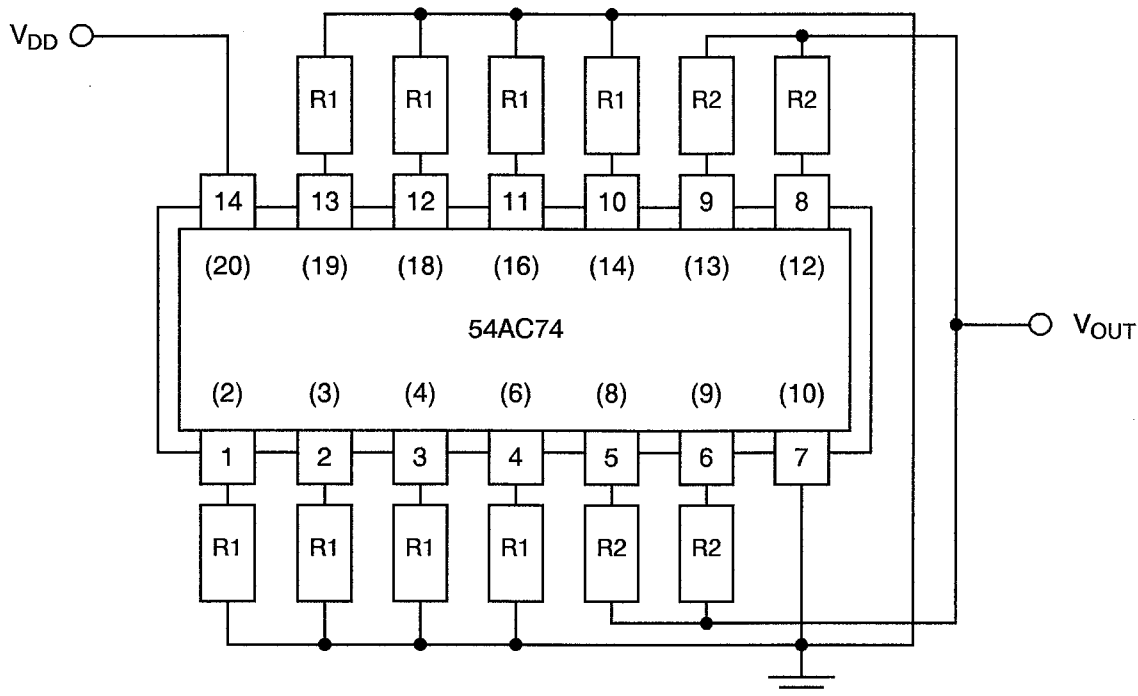 V_DD
R1 R1 R1 R1 R2 R2
14 13 12 11 10 9 8
(20) (19) (18) (16) (14) (13) (12)
54AC74
V_OUT
(2) (3) (4) (6) (8) (9) (10)
1 2 3 4 5 6 7
R1 R1 R1 R1 R2 R2